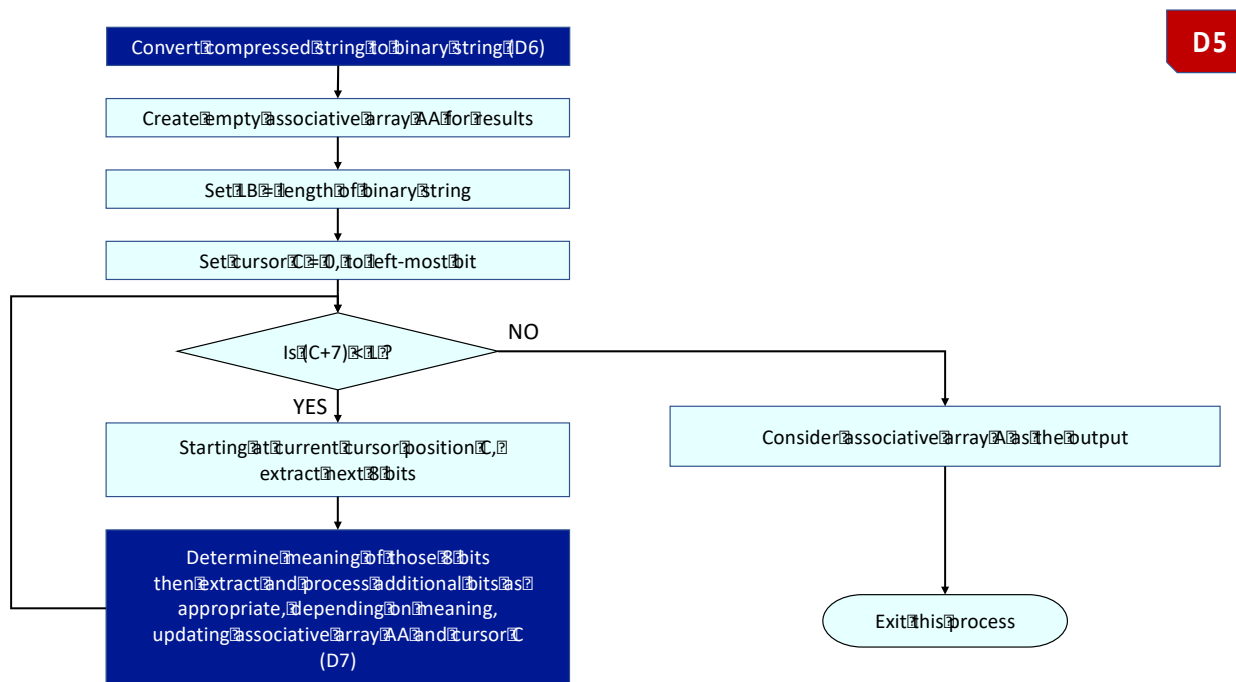 D5
Convert compressed string to binary string (D6)
Create empty associative array AA for results
Set LB = length of binary string
Set cursor C = 0, to left-most bit
Is (C+7) < L ?
NO
YES
Starting at current cursor position C,
extract next 8 bits
Consider associative array A as the output
Determine meaning of those 8 bits
then extract and process additional bits as
appropriate, depending on meaning,
updating associative array AA and cursor C
(D7)
Exit this process